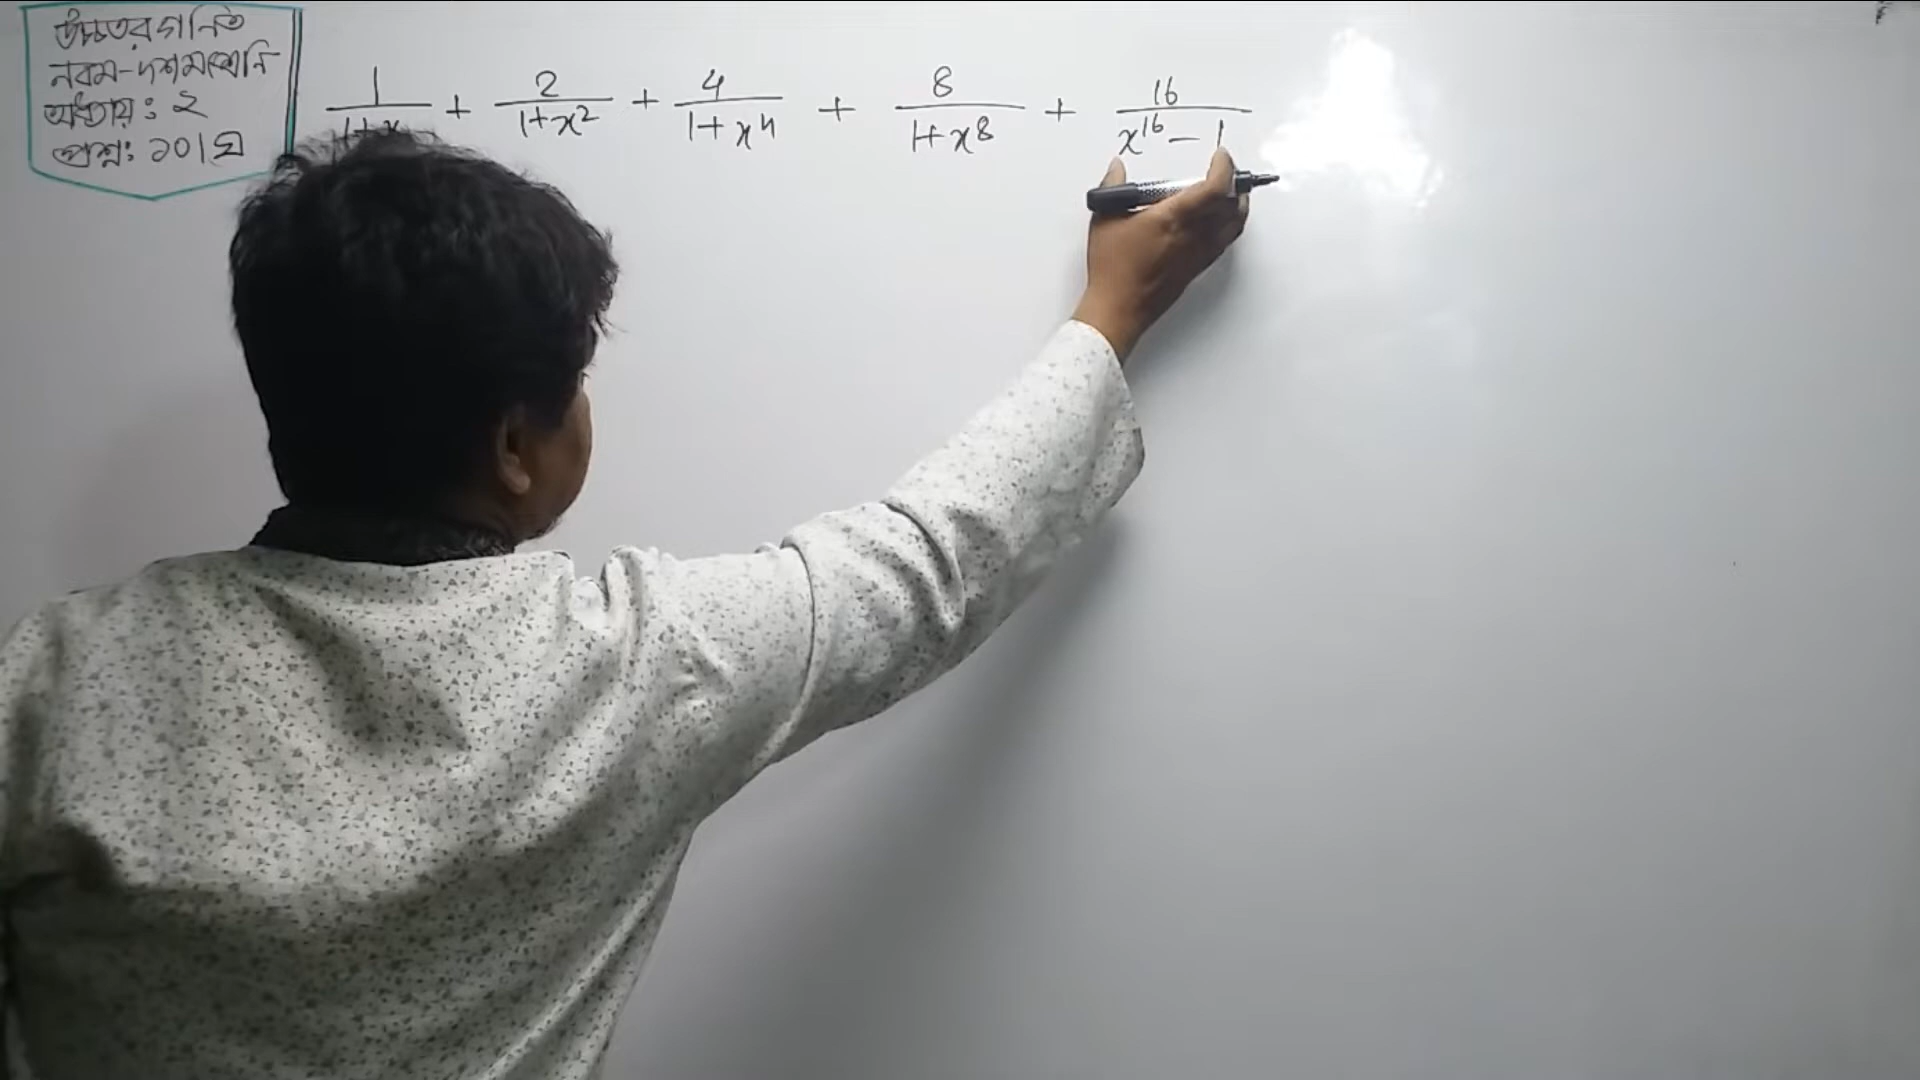 উচ্চতর গনিত
নবম-দশম শ্রেনি
অধ্যায়ঃ ২
প্রশ্নঃ ১০।ঘ
1/(1+x) + 2/(1+x²) + 4/(1+x⁴) + 8/(1+x⁸) + 16/(x¹⁶ - 1)